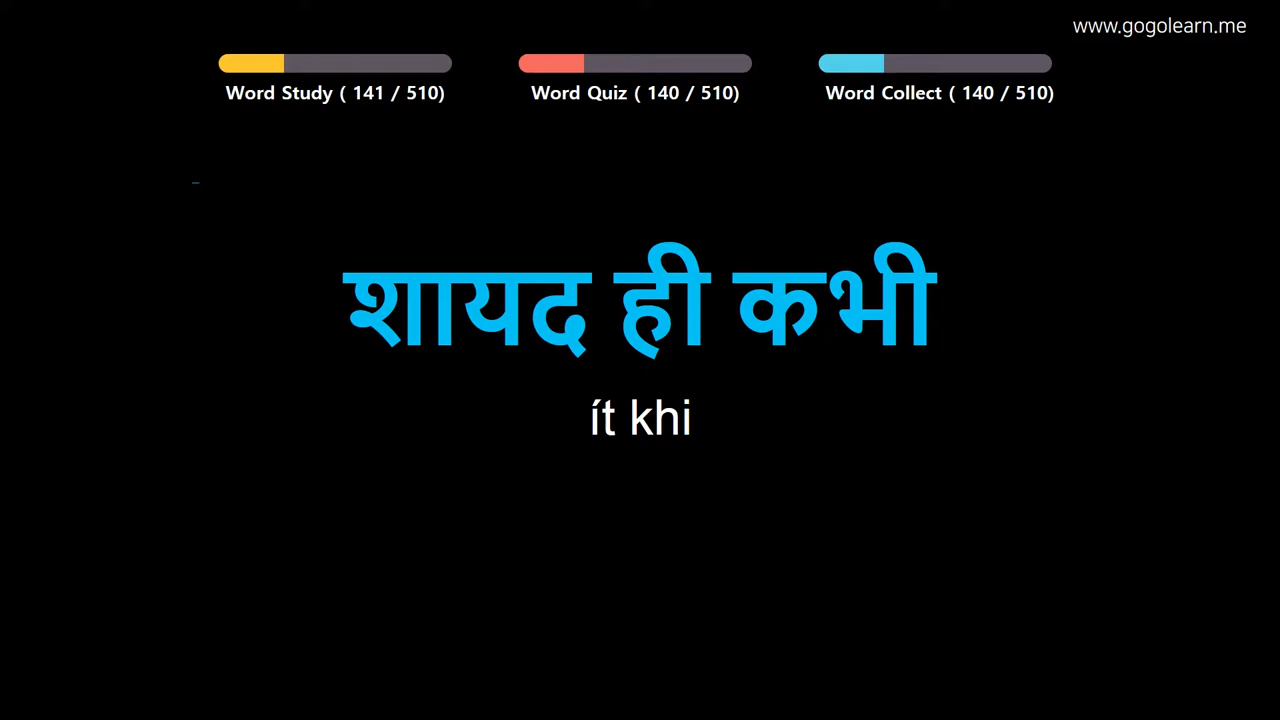 www.gogolearn.me
Word Study ( 141 / 510)
Word Quiz ( 140 / 510)
Word Collect ( 140 / 510)
शायद ही कभी
ít khi